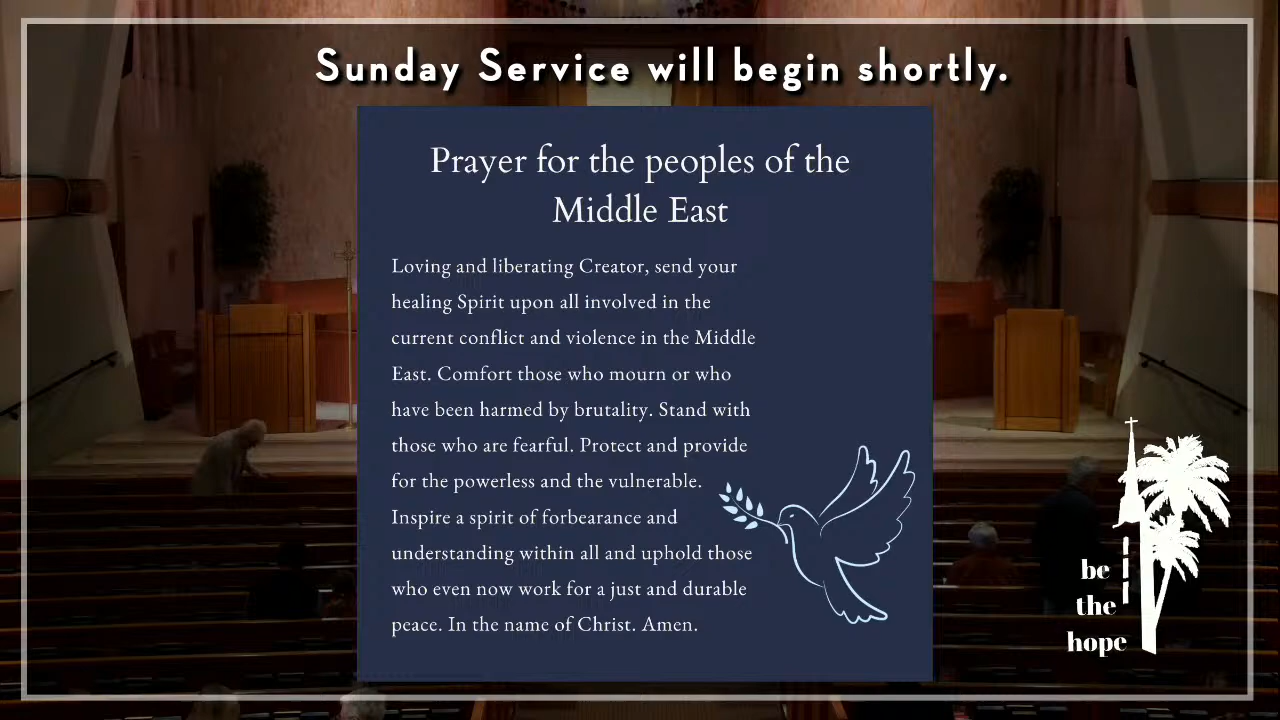 Sunday Service will begin shortly.
Prayer for the peoples of the
Middle East
Loving and liberating Creator, send your
healing Spirit upon all involved in the
current conflict and violence in the Middle
East. Comfort those who mourn or who
have been harmed by brutality. Stand with
those who are fearful. Protect and provide
for the powerless and the vulnerable.
Inspire a spirit of forbearance and
understanding within all and uphold those
who even now work for a just and durable
peace. In the name of Christ. Amen.
be
the
hope